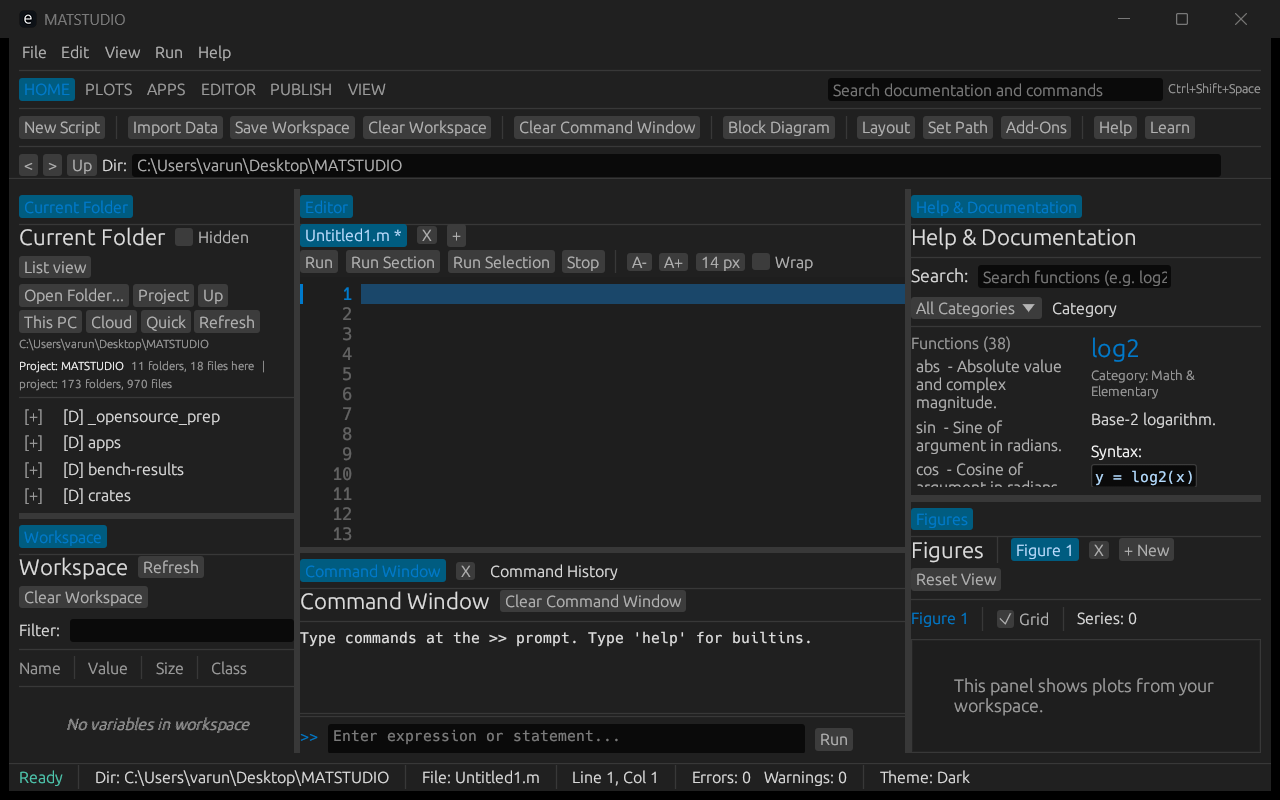 e MATSTUDIO
File Edit View Run Help
HOME PLOTS APPS EDITOR PUBLISH VIEW Search documentation and commands Ctrl+Shift+Space
New Script Import Data Save Workspace Clear Workspace Clear Command Window Block Diagram Layout Set Path Add-Ons Help Learn
< > Up Dir: C:\Users\varun\Desktop\MATSTUDIO
Current Folder
Current Folder Hidden
List view
Open Folder... Project Up
This PC Cloud Quick Refresh
C:\Users\varun\Desktop\MATSTUDIO
Project: MATSTUDIO 11 folders, 18 files here |
project: 173 folders, 970 files
[+] [D] _opensource_prep
[+] [D] apps
[+] [D] bench-results
[+] [D] crates
Workspace
Workspace Refresh
Clear Workspace
Filter:
Name Value Size Class
No variables in workspace
Editor
Untitled1.m * X +
Run Run Section Run Selection Stop A- A+ 14 px Wrap
1
2
3
4
5
6
7
8
9
10
11
12
13
Command Window X Command History
Command Window Clear Command Window
Type commands at the >> prompt. Type 'help' for builtins.
>> Enter expression or statement... Run
Help & Documentation
Help & Documentation
Search: Search functions (e.g. log2
All Categories Category
Functions (38)
abs - Absolute value
and complex
magnitude.
sin - Sine of
argument in radians.
cos - Cosine of
argument in radians
log2
Category: Math &
Elementary
Base-2 logarithm.
Syntax:
y = log2(x)
Figures
Figures Figure 1 X + New
Reset View
Figure 1 Grid Series: 0
This panel shows plots from your
workspace.
Ready Dir: C:\Users\varun\Desktop\MATSTUDIO File: Untitled1.m Line 1, Col 1 Errors: 0 Warnings: 0 Theme: Dark